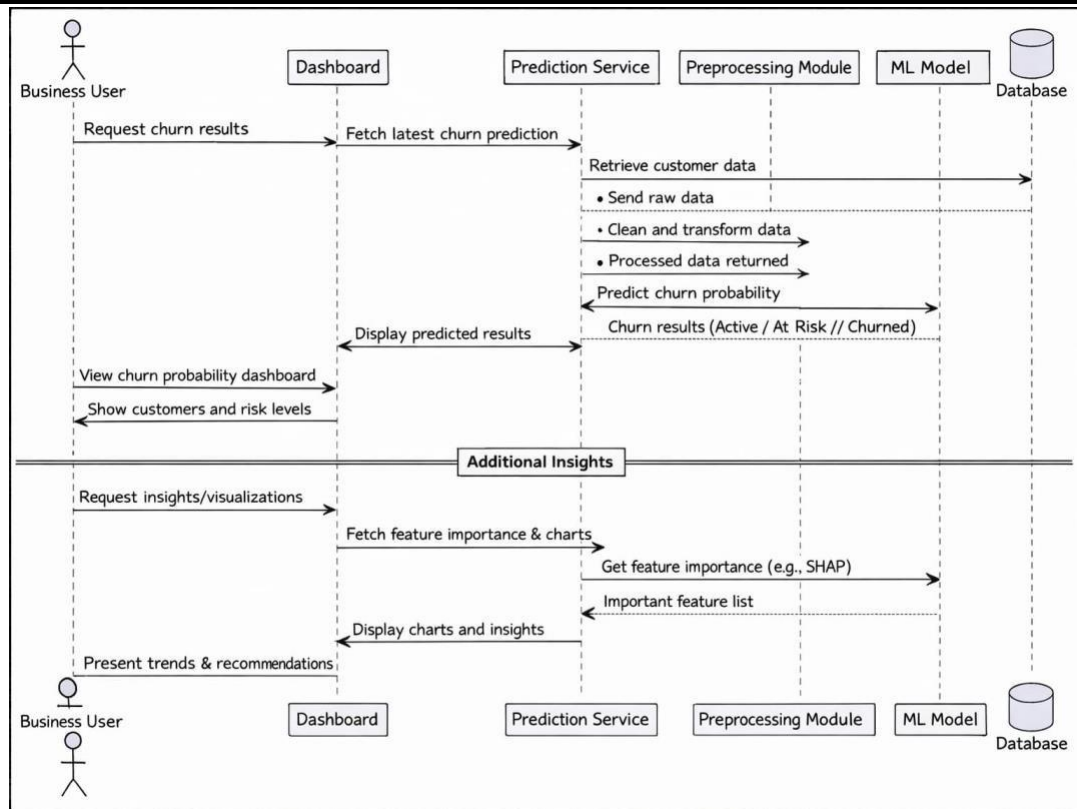 Business User
Dashboard
Prediction Service
Preprocessing Module
ML Model
Database
Request churn results
Fetch latest churn prediction
Retrieve customer data
• Send raw data
• Clean and transform data
• Processed data returned
Predict churn probability
Churn results (Active / At Risk // Churned)
Display predicted results
View churn probability dashboard
Show customers and risk levels
Additional Insights
Request insights/visualizations
Fetch feature importance & charts
Get feature importance (e.g., SHAP)
Important feature list
Display charts and insights
Present trends & recommendations
Business User
Dashboard
Prediction Service
Preprocessing Module
ML Model
Database